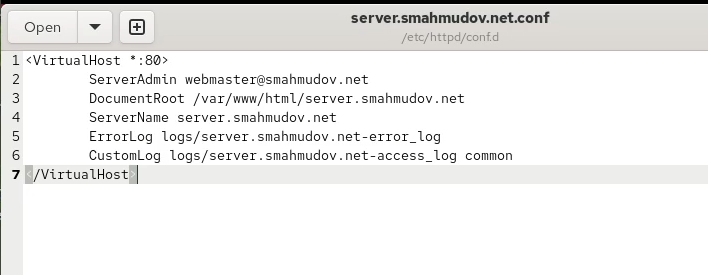 Open
server.smahmudov.net.conf
/etc/httpd/conf.d
1 <VirtualHost *:80>
2 ServerAdmin webmaster@smahmudov.net
3 DocumentRoot /var/www/html/server.smahmudov.net
4 ServerName server.smahmudov.net
5 ErrorLog logs/server.smahmudov.net-error_log
6 CustomLog logs/server.smahmudov.net-access_log common
7 </VirtualHost>